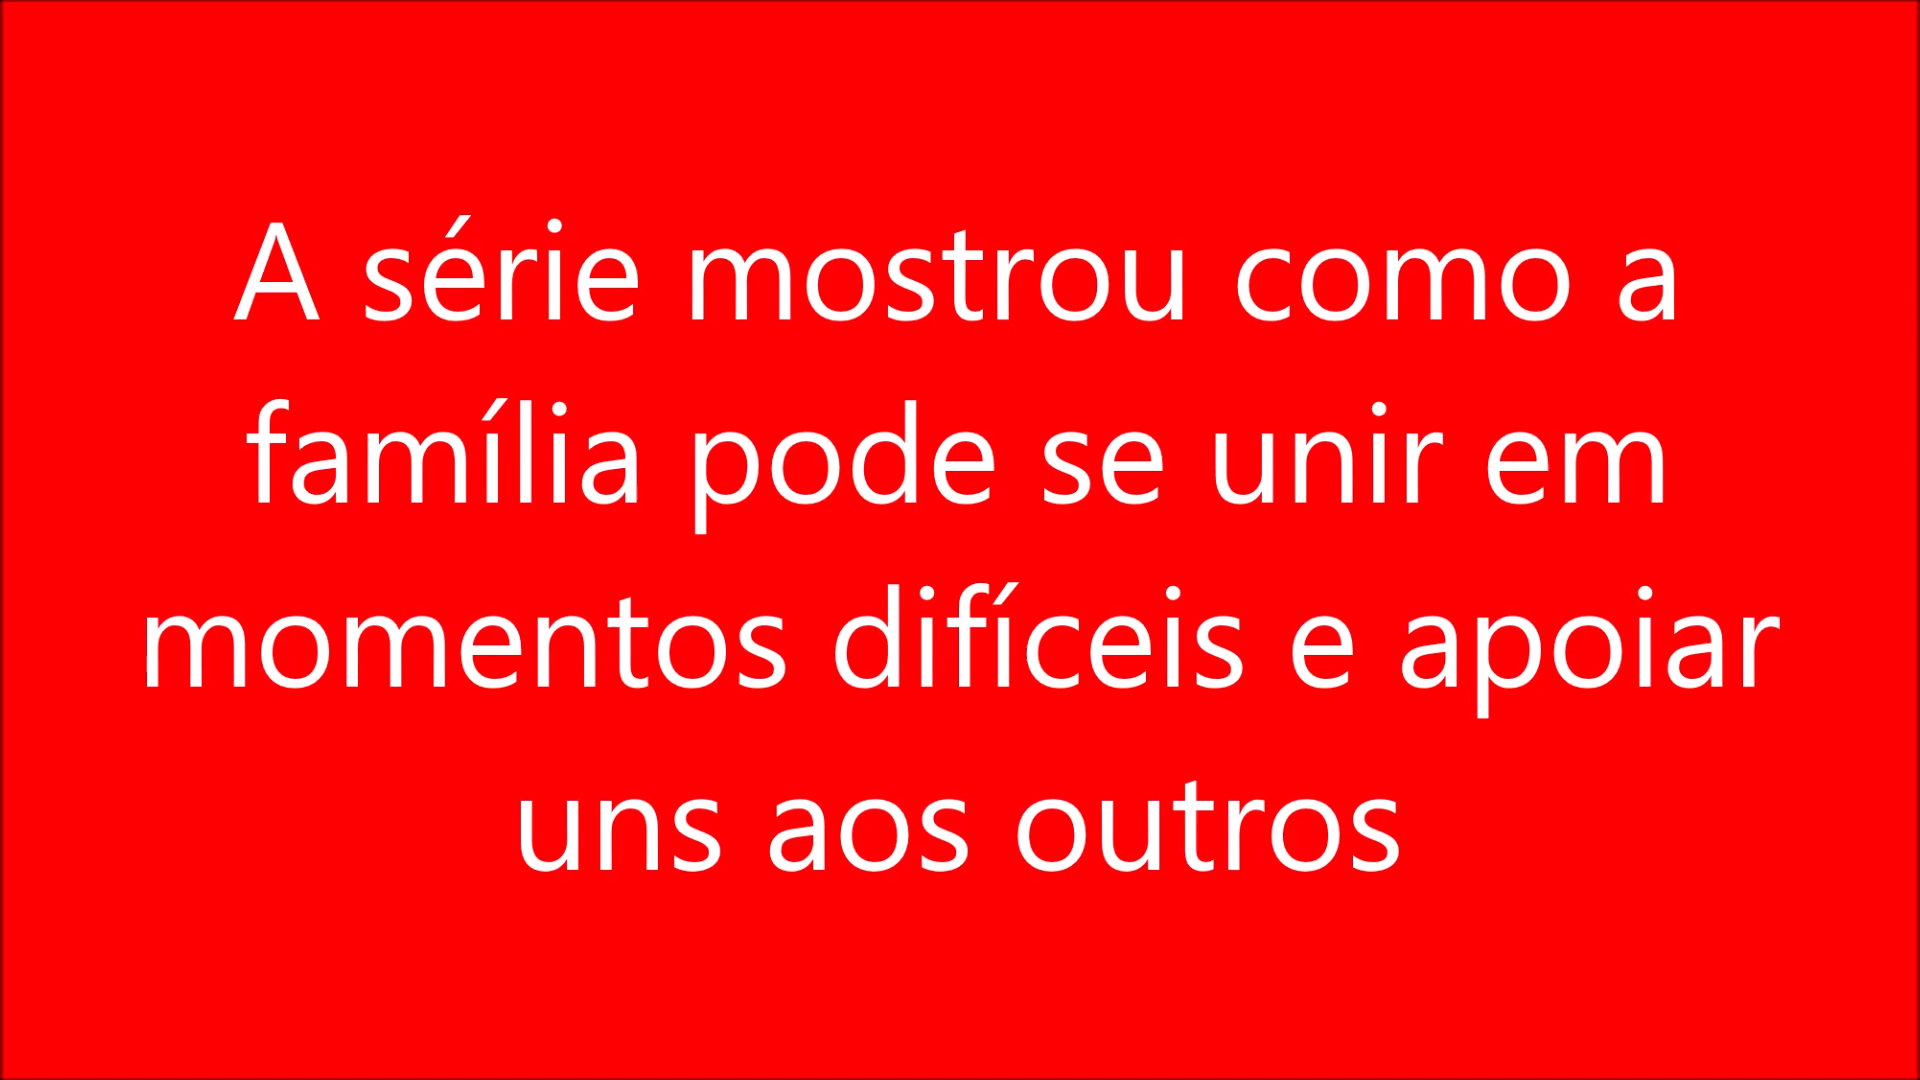 A série mostrou como a
família pode se unir em
momentos difíceis e apoiar
uns aos outros